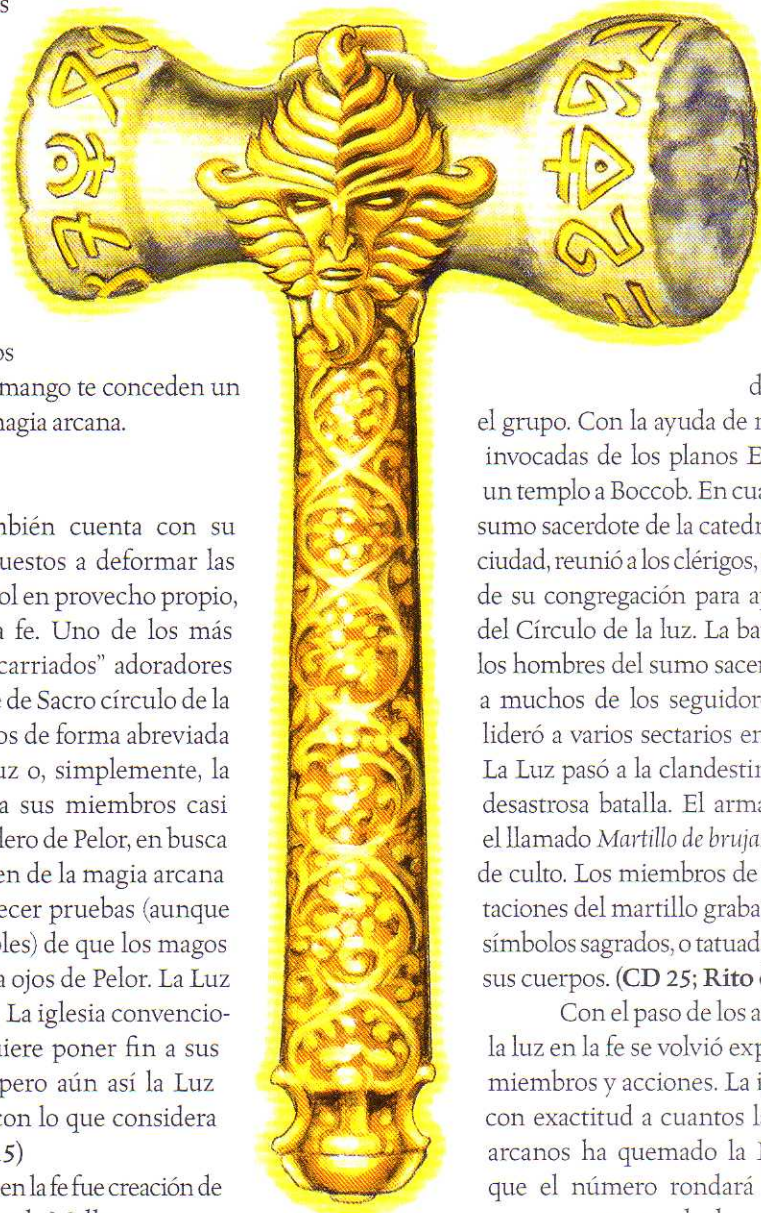 os
os
mango te conceden un
magia arcana.
mbién cuenta con su
uestos a deformar las
ol en provecho propio,
a fe. Uno de los más
carriados” adoradores
e de Sacro círculo de la
os de forma abreviada
uz o, simplemente, la
a sus miembros casi
lero de Pelor, en busca
en de la magia arcana
ecer pruebas (aunque
les) de que los magos
a ojos de Pelor. La Luz
. La iglesia convencio-
uiere poner fin a sus
pero aún así la Luz
con lo que considera
5)
en la fe fue creación de
d
el grupo. Con la ayuda de
invocadas de los planos E
un templo a Boccob. En cua
sumo sacerdote de la catedr
ciudad, reunió a los clérigos,
de su congregación para ap
del Círculo de la luz. La ba
los hombres del sumo sacer
a muchos de los seguidor
lideró a varios sectarios en
La Luz pasó a la clandestin
desastrosa batalla. El arma
el llamado Martillo de bruja
de culto. Los miembros de
taciones del martillo graba
símbolos sagrados, o tatuad
sus cuerpos. (CD 25; Rito
Con el paso de los a
la luz en la fe se volvió exp
miembros y acciones. La i
con exactitud a cuantos la
arcanos ha quemado la
que el número rondará